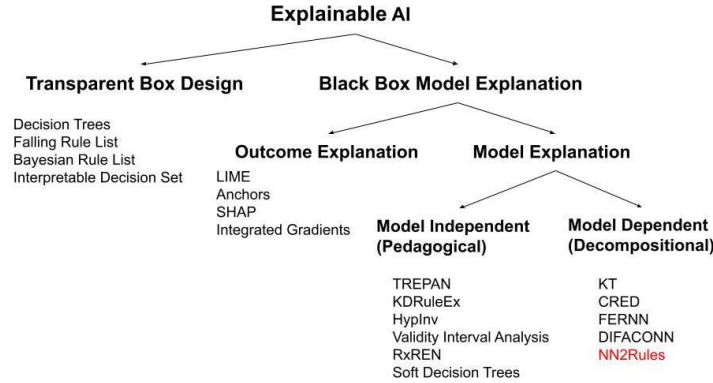 Explainable AI
Transparent Box Design
Black Box Model Explanation
Decision Trees
Falling Rule List
Bayesian Rule List
Interpretable Decision Set
Outcome Explanation
Model Explanation
LIME
Anchors
SHAP
Integrated Gradients
Model Independent
(Pedagogical)
Model Dependent
(Decompositional)
TREPAN
KDRuleEx
HypInv
Validity Interval Analysis
RxREN
Soft Decision Trees
KT
CRED
FERNN
DIFACONN
NN2Rules